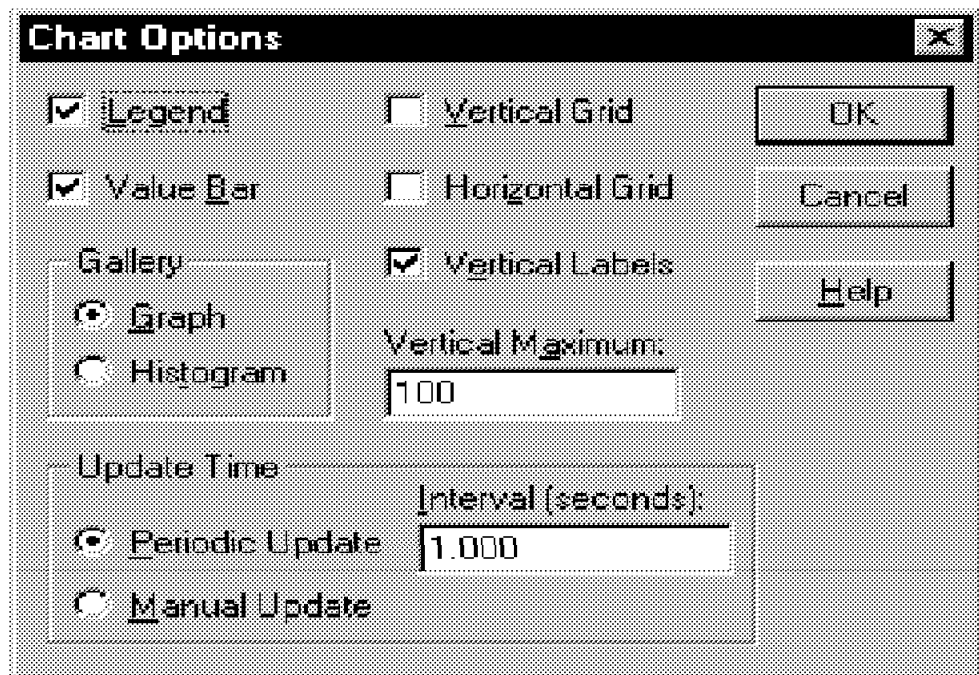 Chart Options
Legend
Vertical Grid
OK
Value Bar
Horizontal Grid
Cancel
Gallery
Vertical Labels
Help
Graph
Vertical Maximum:
Histogram
100
Update Time
Interval (seconds):
Periodic Update
1.000
Manual Update